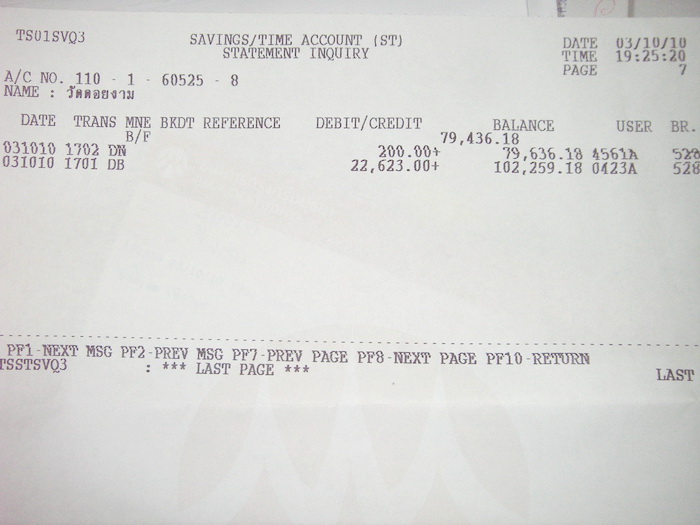 TS01SVQ3 SAVINGS/TIME ACCOUNT (ST) DATE 03/10/10
STATEMENT INQUIRY TIME 19:25:20
PAGE 7
A/C NO. 110 - 1 - 60525 - 8
NAME : วัดดอยงาม
DATE TRANS MNE BKDT REFERENCE DEBIT/CREDIT BALANCE USER BR.
B/F 79,436.18
031010 1702 DN 200.00+ 79,636.18 4561A 528
031010 1701 DB 22,623.00+ 102,259.18 0423A 528
PF1-NEXT MSG PF2-PREV MSG PF7-PREV PAGE PF8-NEXT PAGE PF10-RETURN
TSSTSVQ3 : *** LAST PAGE *** LAST